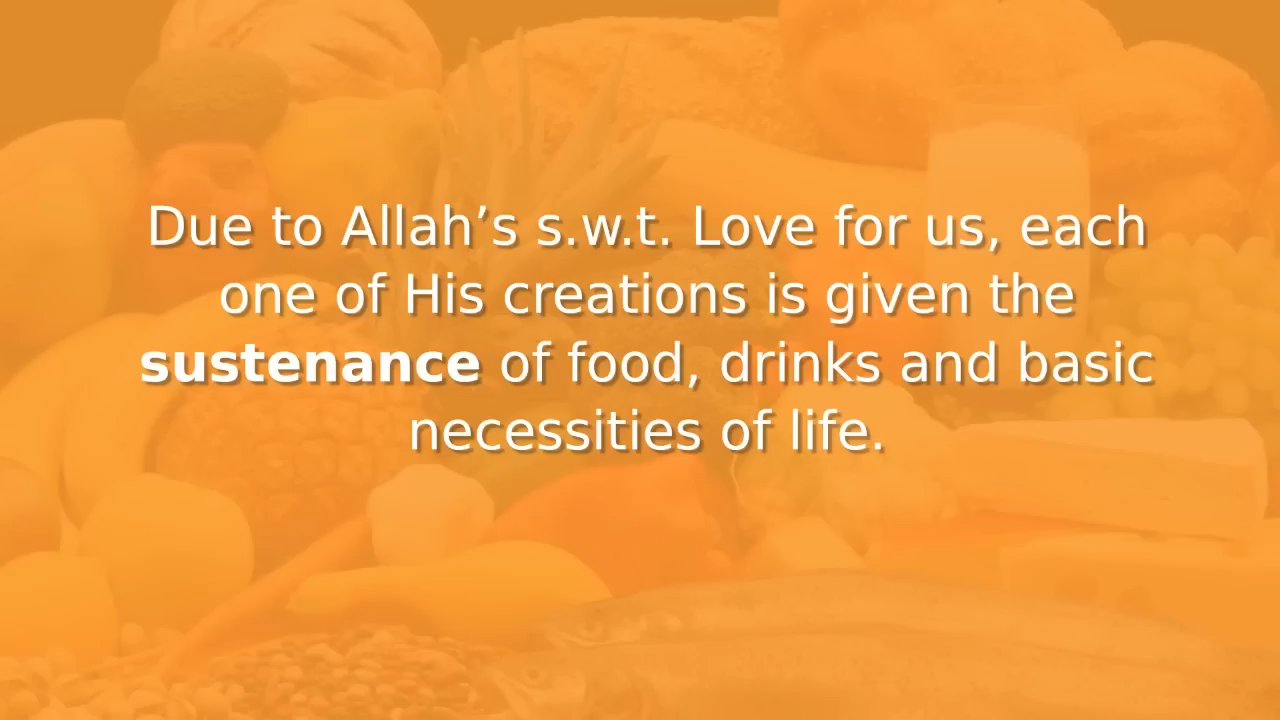 Due to Allah’s s.w.t. Love for us, each
one of His creations is given the
sustenance of food, drinks and basic
necessities of life.